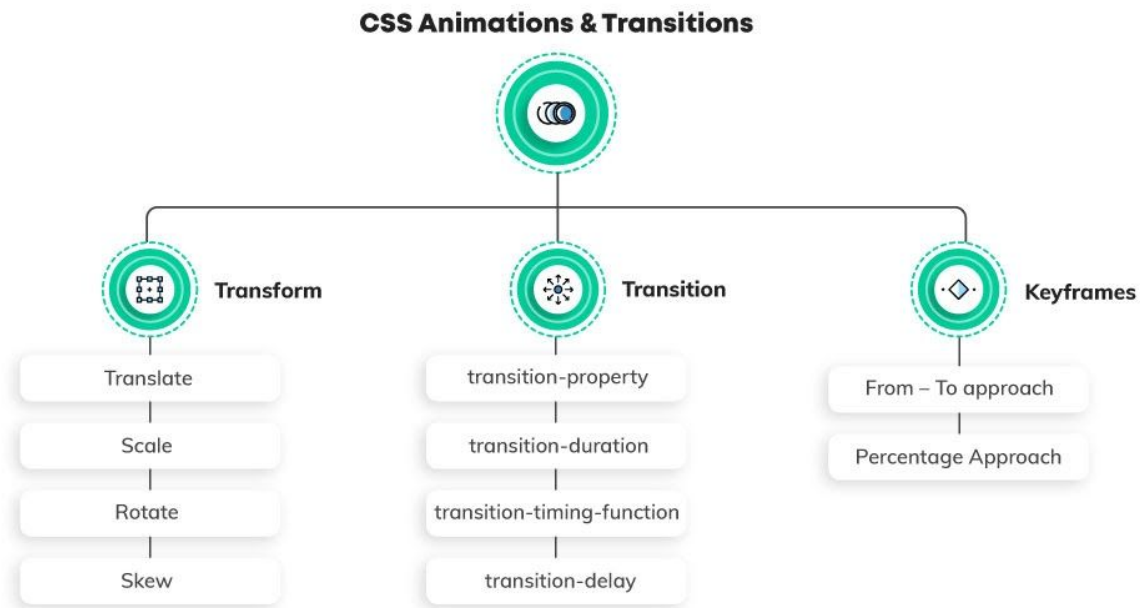 CSS Animations & Transitions
Transform
Translate
Scale
Rotate
Skew
Transition
transition-property
transition-duration
transition-timing-function
transition-delay
Keyframes
From – To approach
Percentage Approach